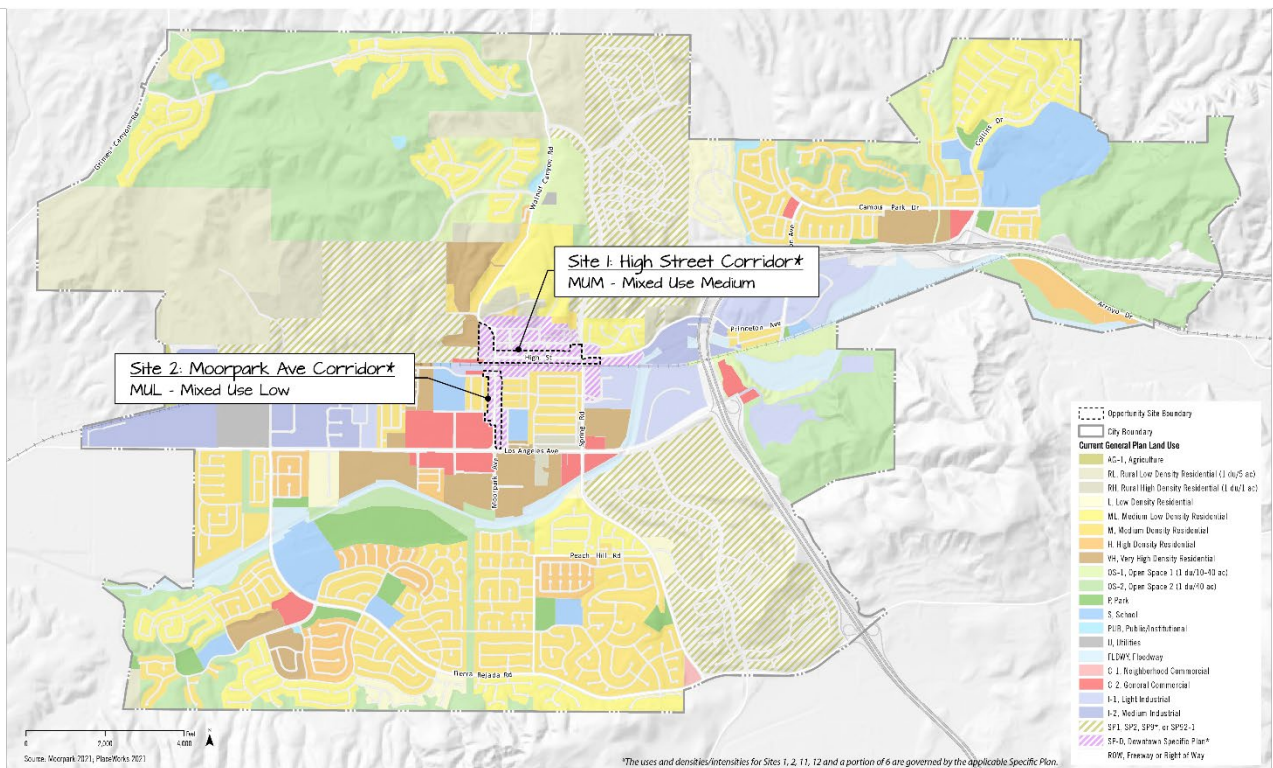 Grimes Canyon Rd
Walnut Canyon Rd
Collins Dr
Campus Park Dr
Site 1: High Street Corridor*
MUM - Mixed Use Medium
Princeton Ave
Arroyo Dr
High St
Site 2: Moorpark Ave Corridor*
MUL - Mixed Use Low
Spring Rd
Los Angeles Ave
Moorpark Ave
Peach Hill Rd
Tierra Rejada Rd
Opportunity Site Boundary
City Boundary
Current General Plan Land Use
AG-1, Agriculture
RL, Rural Low Density Residential (1 du/5 ac)
RH, Rural High Density Residential (1 du/1 ac)
L, Low Density Residential
ML, Medium Low Density Residential
M, Medium Density Residential
H, High Density Residential
VH, Very High Density Residential
OS-1, Open Space 1 (1 du/10-40 ac)
OS-2, Open Space 2 (1 du/40 ac)
P, Park
S, School
PUB, Public/Institutional
U, Utilities
FLDWY, Floodway
C-1, Neighborhood Commercial
C-2, General Commercial
I-1, Light Industrial
I-2, Medium Industrial
SP1, SP2, SP9*, or SP92-1
SP-D, Downtown Specific Plan*
ROW, Freeway or Right of Way
0 2,000 4,000
Feet
Source: Moorpark 2021; PlaceWorks 2021
*The uses and densities/intensities for Sites 1, 2, 11, 12 and a portion of 6 are governed by the applicable Specific Plan.